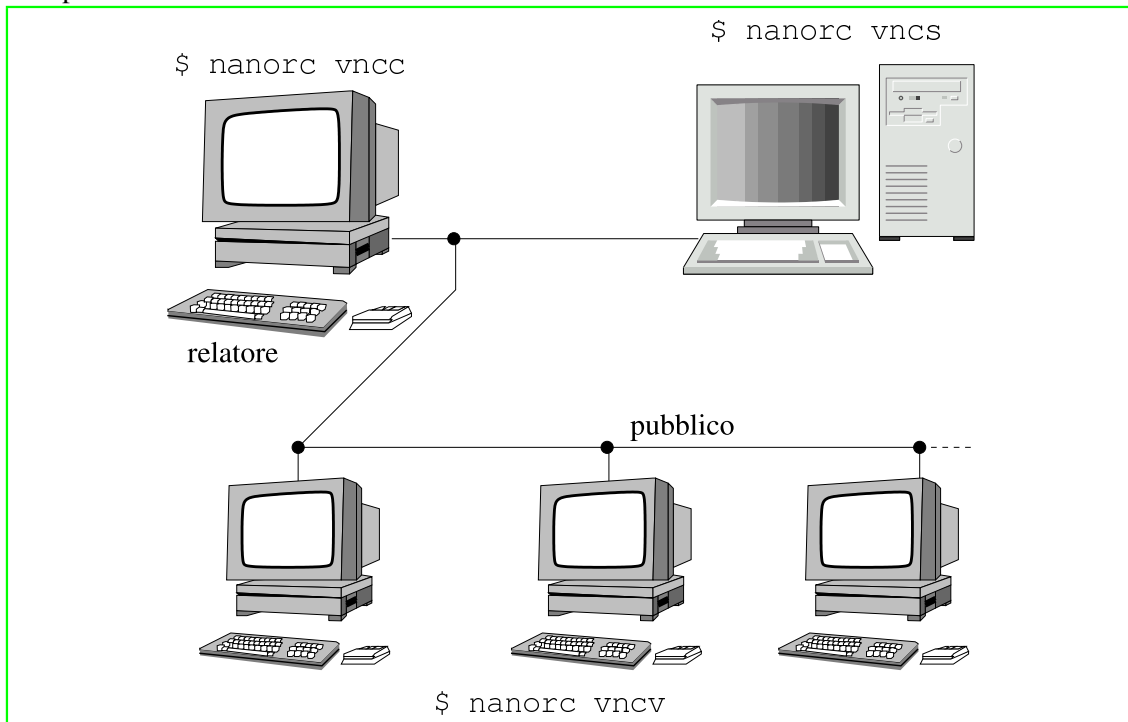 $ nanorc vncs
$ nanorc vncc
relatore
pubblico
$ nanorc vncv